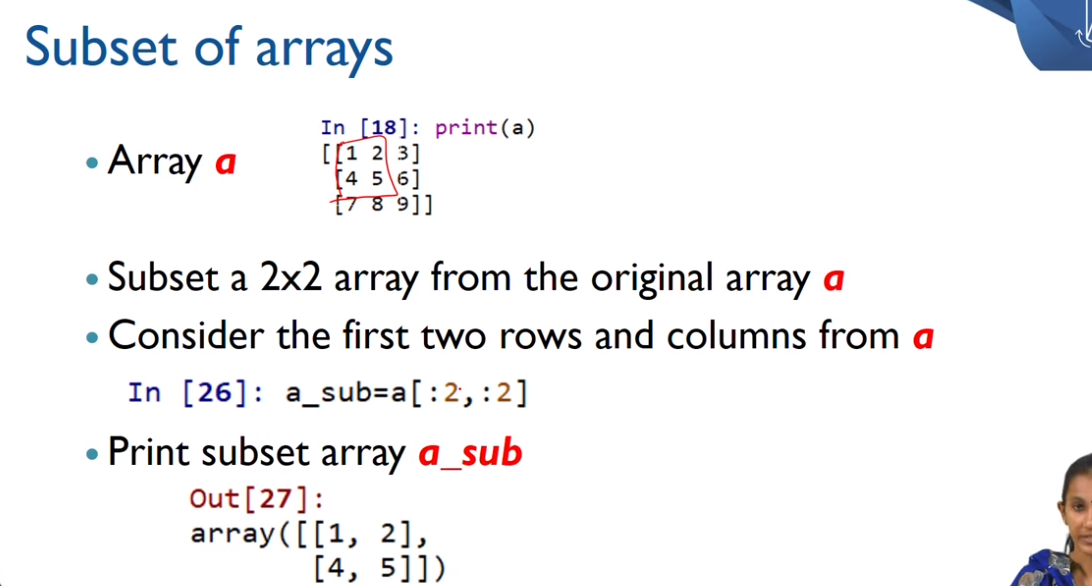 Subset of arrays
• Array a
In [18]: print(a)
[[1 2 3]
[4 5 6]
[7 8 9]]
• Subset a 2x2 array from the original array a
• Consider the first two rows and columns from a
In [26]: a_sub=a[:2,:2]
• Print subset array a_sub
Out[27]:
array([[1, 2],
[4, 5]])